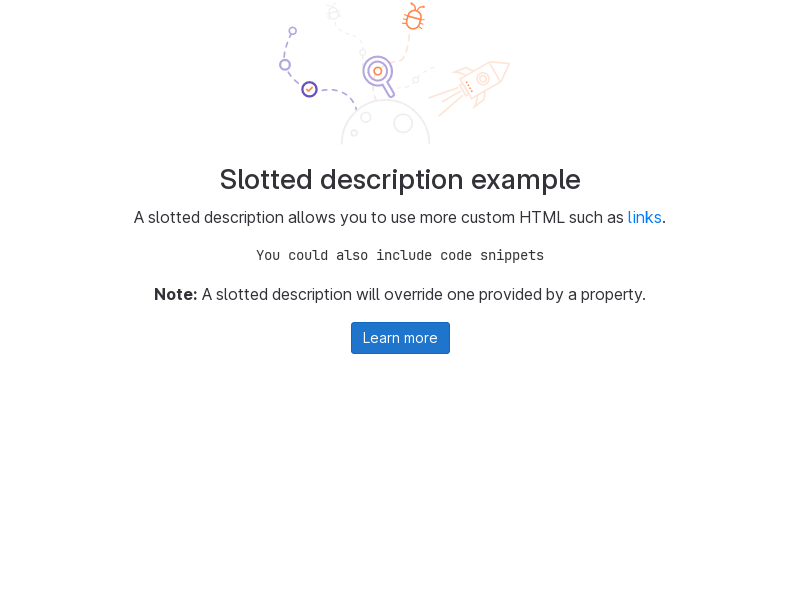 Slotted description example
A slotted description allows you to use more custom HTML such as links.
You could also include code snippets
Note: A slotted description will override one provided by a property.
Learn more